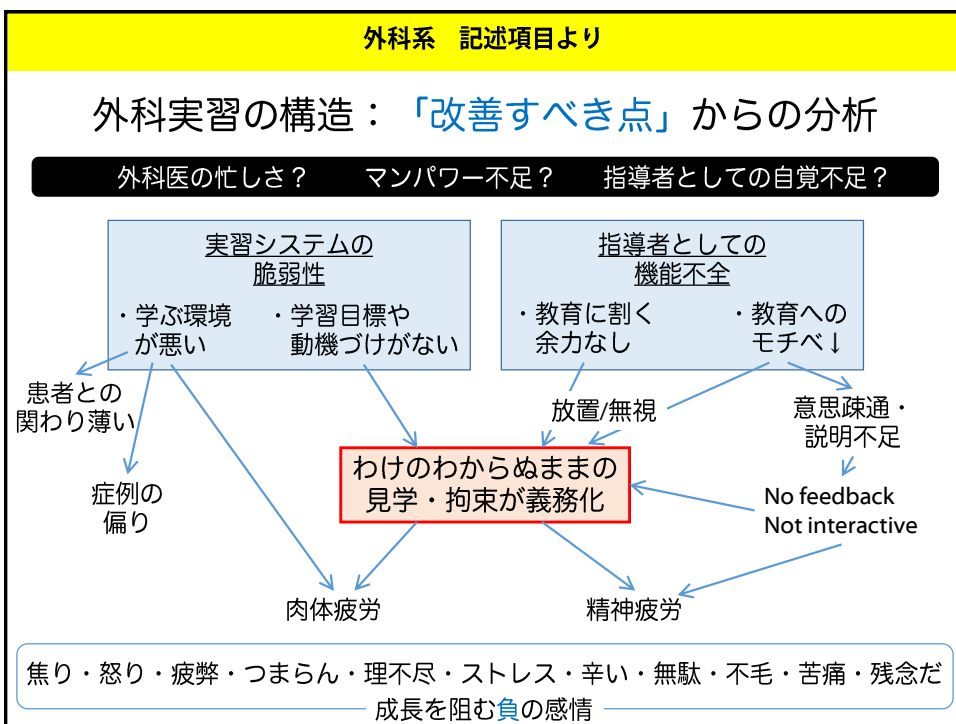 外科系　記述項目より
外科実習の構造：「改善すべき点」からの分析
外科医の忙しさ？　マンパワー不足？　指導者としての自覚不足？
実習システムの
脆弱性
・学ぶ環境
が悪い
・学習目標や
動機づけがない
指導者としての
機能不全
・教育に割く
余力なし
・教育への
モチベ↓
患者との
関わり薄い
症例の
偏り
放置/無視
意思疎通・
説明不足
わけのわからぬままの
見学・拘束が義務化
No feedback
Not interactive
肉体疲労
精神疲労
焦り・怒り・疲弊・つまらん・理不尽・ストレス・辛い・無駄・不毛・苦痛・残念だ
成長を阻む負の感情